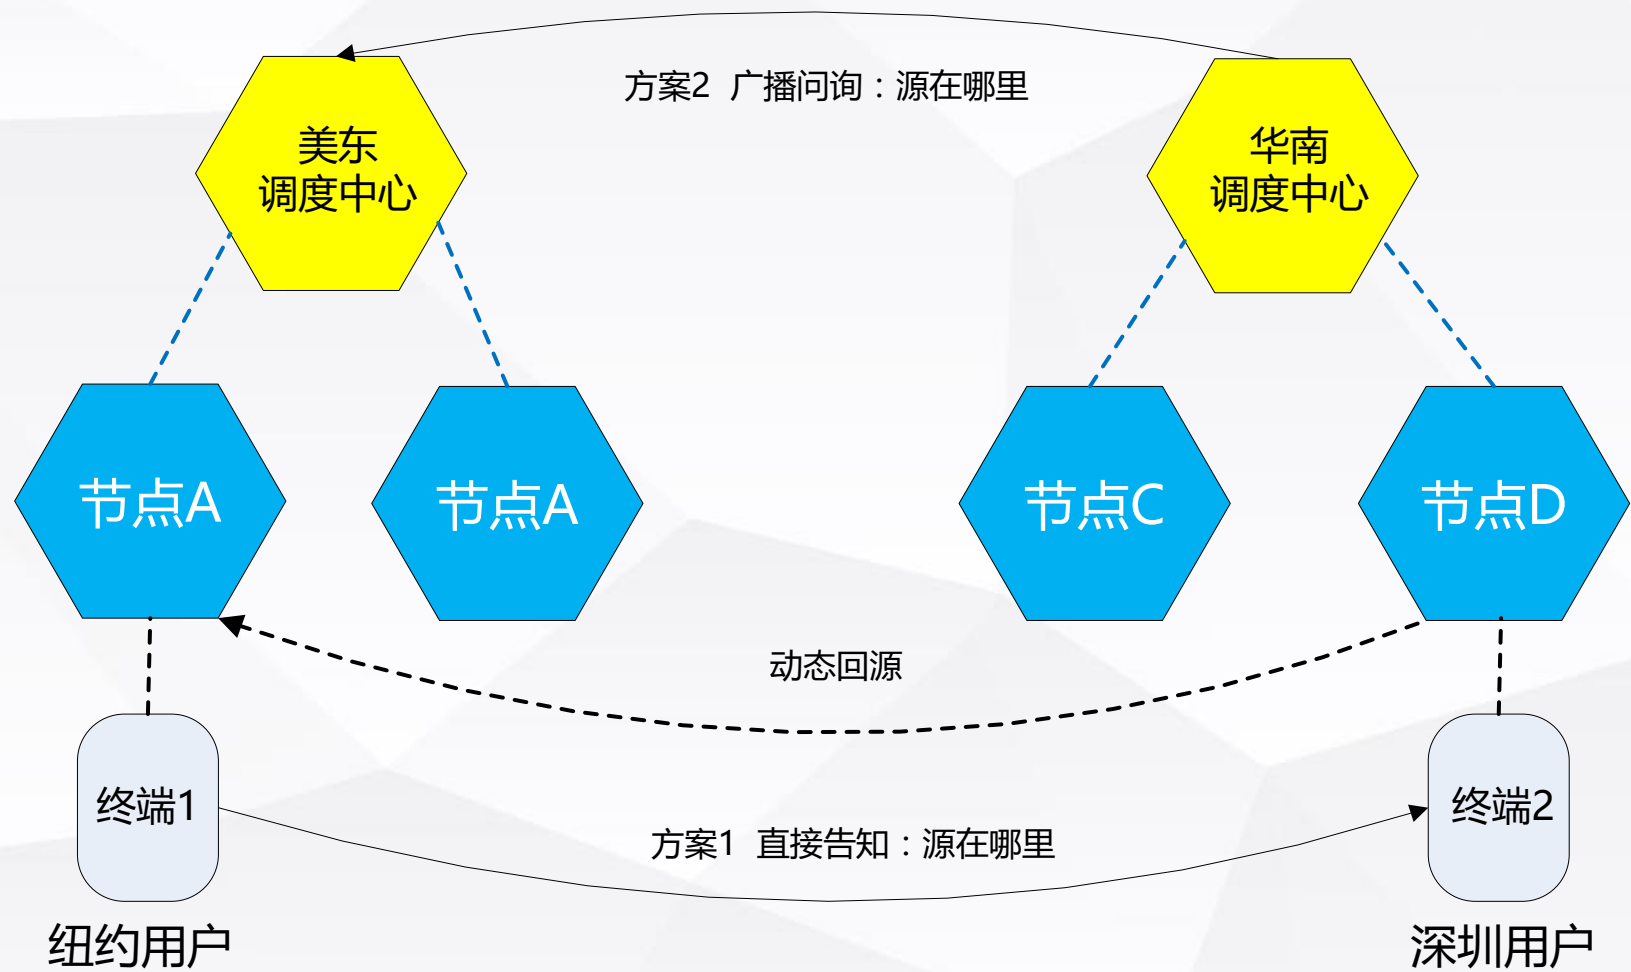 方案2 广播问询：源在哪里
美东
调度中心
华南
调度中心
节点A
节点A
节点C
节点D
动态回源
终端1
终端2
方案1 直接告知：源在哪里
纽约用户
深圳用户